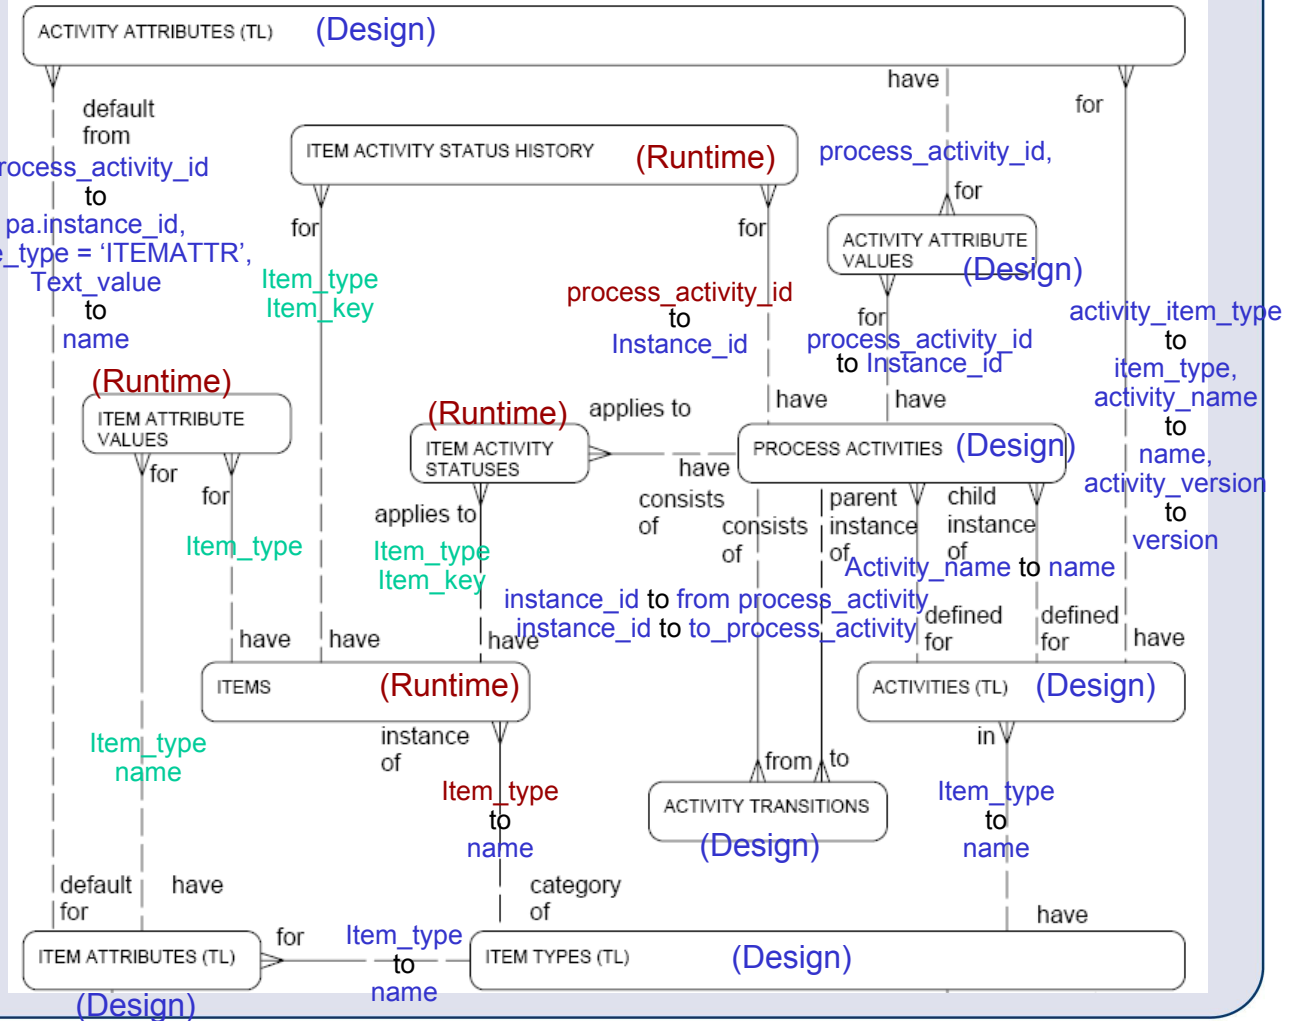 ACTIVITY ATTRIBUTES (TL) (Design)
default
from
rocess_activity_id
to
pa.instance_id,
e_type = ‘ITEMATTR’,
Text_value
to
name
ITEM ACTIVITY STATUS HISTORY (Runtime)
for
Item_type
Item_key
for
process_activity_id
to
Instance_id
have
have
process_activity_id,
for
ACTIVITY ATTRIBUTE
VALUES
(Design)
for
process_activity_id
to Instance_id
have
for
activity_item_type
to
item_type,
activity_name
to
name,
activity_version
to
version
have
(Runtime)
ITEM ATTRIBUTE
VALUES
for
for
Item_type
have
have
(Runtime)
ITEM ACTIVITY
STATUSES
applies to
have
applies to
Item_type
Item_key
have
PROCESS ACTIVITIES (Design)
consists
of
consists
of
parent
instance
of
child
instance
of
Activity_name to name
instance_id to from process_activity
instance_id to to_process_activity
defined
for
defined
for
ITEMS (Runtime)
ACTIVITIES (TL) (Design)
instance
of
Item_type
to
name
category
of
Item_type
name
from
to
ACTIVITY TRANSITIONS
(Design)
in
Item_type
to
name
have
default
for
have
ITEM ATTRIBUTES (TL)
(Design)
for
Item_type
to
name
ITEM TYPES (TL) (Design)